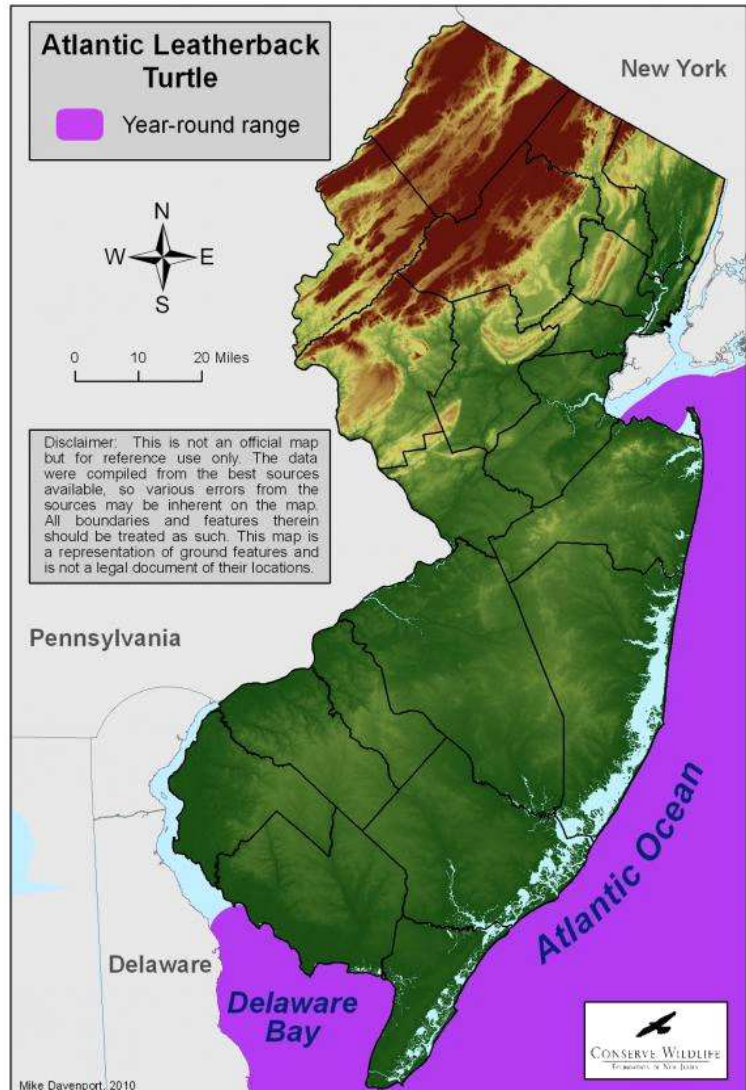 Atlantic Leatherback
Turtle
Year-round range
New York
N
W E
S
0 10 20 Miles
Disclaimer: This is not an official map
but for reference use only. The data
were compiled from the best sources
available, so various errors from the
sources may be inherent on the map.
All boundaries and features therein
should be treated as such. This map is
a representation of ground features and
is not a legal document of their locations.
Pennsylvania
Atlantic Ocean
Delaware
Delaware
Bay
CONSERVE WILDLIFE
FOUNDATION OF NEW JERSEY
Mike Davenport, 2010